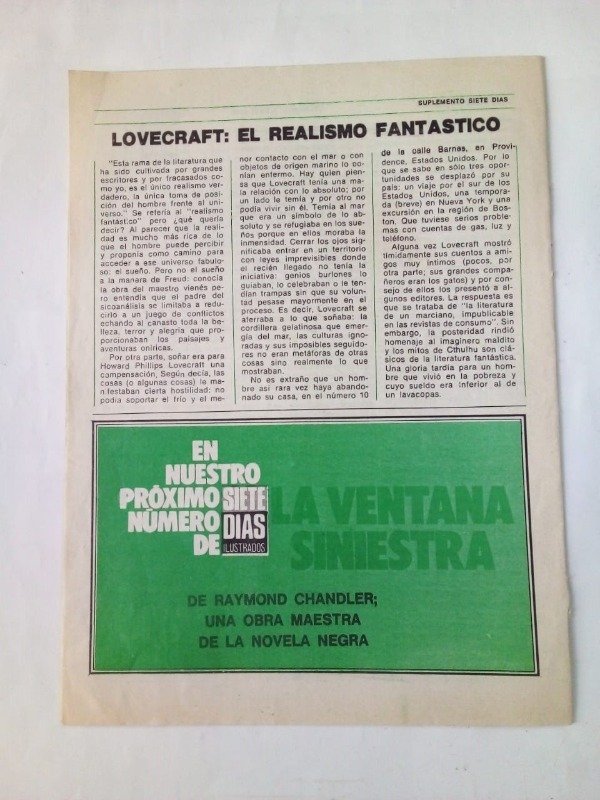 SUPLEMENTO SIETE DIAS
LOVECRAFT: EL REALISMO FANTASTICO
"Esta rama de la literatura que
ha sido cultivada por grandes
escritores y por fracasados co-
mo yo, es el único realismo ver-
dadero, la única toma de posi-
ción del hombre frente al uni-
verso." Se refería al "realismo
fantástico" pero ¿qué quería
decir? Al parecer que la reali-
dad es mucho más rica de lo
que el hombre puede percibir
y proponía como camino para
acceder a ese universo fabulo-
so: el sueño. Pero no el sueño
a la manera de Freud: conocía
la obra del maestro vienés pe-
ro entendía que el padre del
sicoanálisis se limitaba a redu-
cirlo a un juego de conflictos
echando al canasto toda la be-
lleza, terror y alegría que pro-
porcionaban los paisajes y
aventuras oníricas.
Por otra parte, soñar era para
Howard Phillips Lovecraft una
compensación. Según decía, las
cosas (o algunas cosas) le ma-
nifestaban cierta hostilidad: no
podía soportar el frío y el me-
nor contacto con el mar o con
objetos de origen marino lo po-
nían enfermo. Hay quien pien-
sa que Lovecraft tenía una ma-
la relación con lo absoluto; por
un lado le temía y por otro no
podía vivir sin él. Temía al mar
que era un símbolo de lo ab-
soluto y se refugiaba en los sue-
ños porque en ellos moraba la
inmensidad. Cerrar los ojos sig-
nificaba entrar en un territorio
con leyes imprevisibles donde
el recién llegado no tenía la
iniciativa: genios burlones lo
guiaban, lo celebraban o le ten-
dían trampas sin que su volun-
tad pesase mayormente en el
proceso. Es decir, Lovecraft se
aterraba a lo que soñaba: la
cordillera gelatinosa que emer-
gía del mar, las culturas igno-
radas y sus imposibles seguido-
res no eran metáforas de otras
cosas sino realmente lo que
mostraban.
No es extraño que un hom-
bre así rara vez haya abando-
nado su casa, en el número 10
de la calle Barnas, en Provi-
dence, Estados Unidos. Por lo
que se sabe en sólo tres opor-
tunidades se desplazó por su
país: un viaje por el sur de los
Estados Unidos, una tempora-
da (breve) en Nueva York y una
excursión en la región de Bos-
ton. Que tuviese serios proble-
mas con cuentas de gas, luz y
teléfono.
Alguna vez Lovecraft mostró
tímidamente sus cuentos a ami-
gos muy íntimos (pocos, por
otra parte; sus grandes compa-
ñeros eran los gatos) y por con-
sejo de ellos los presentó a al-
gunos editores. La respuesta es
que se trataba de "la literatura
de un marciano, impublicable
en las revistas de consumo". Sin
embargo, la posteridad rindió
homenaje al imaginero maldito
y los mitos de Cthulhu son clá-
sicos de la literatura fantástica.
Una gloria tardía para un hom-
bre que vivió en la pobreza y
cuyo sueldo era inferior al de
un lavacopas.
EN
NUESTRO
PRÓXIMO
NÚMERO
DE
SIETE
DIAS
ILUSTRADOS
LA VENTANA
SINIESTRA
DE RAYMOND CHANDLER;
UNA OBRA MAESTRA
DE LA NOVELA NEGRA